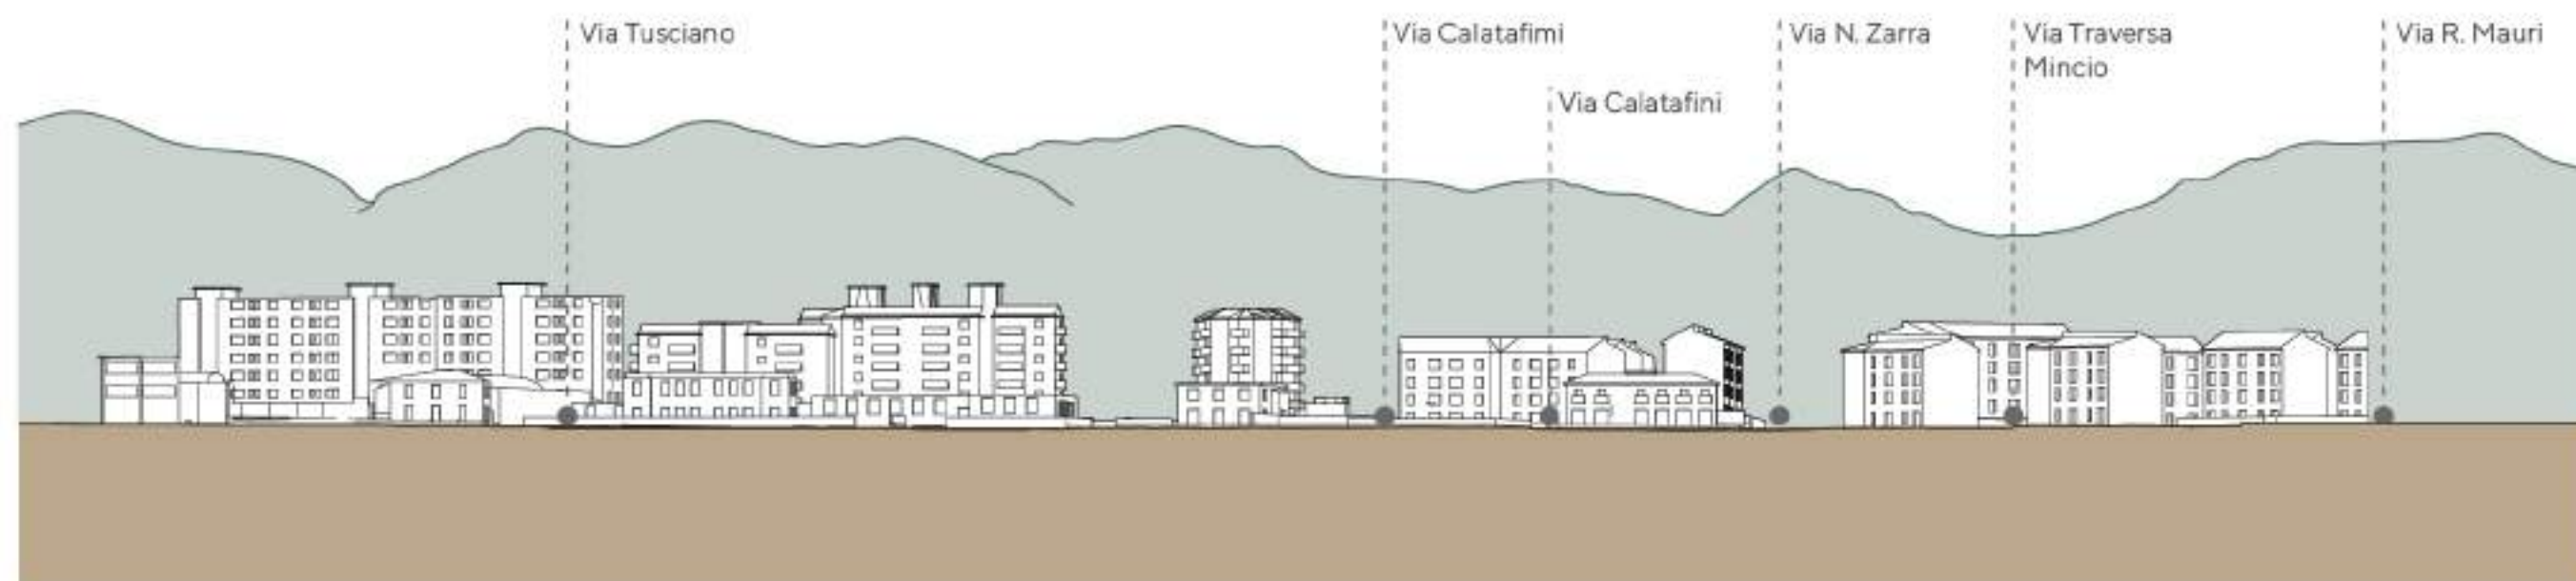 Via Tusciano
Via Calatafimi
Via N. Zarra
Via Traversa
Mincio
Via R. Mauri
Via Calatafini